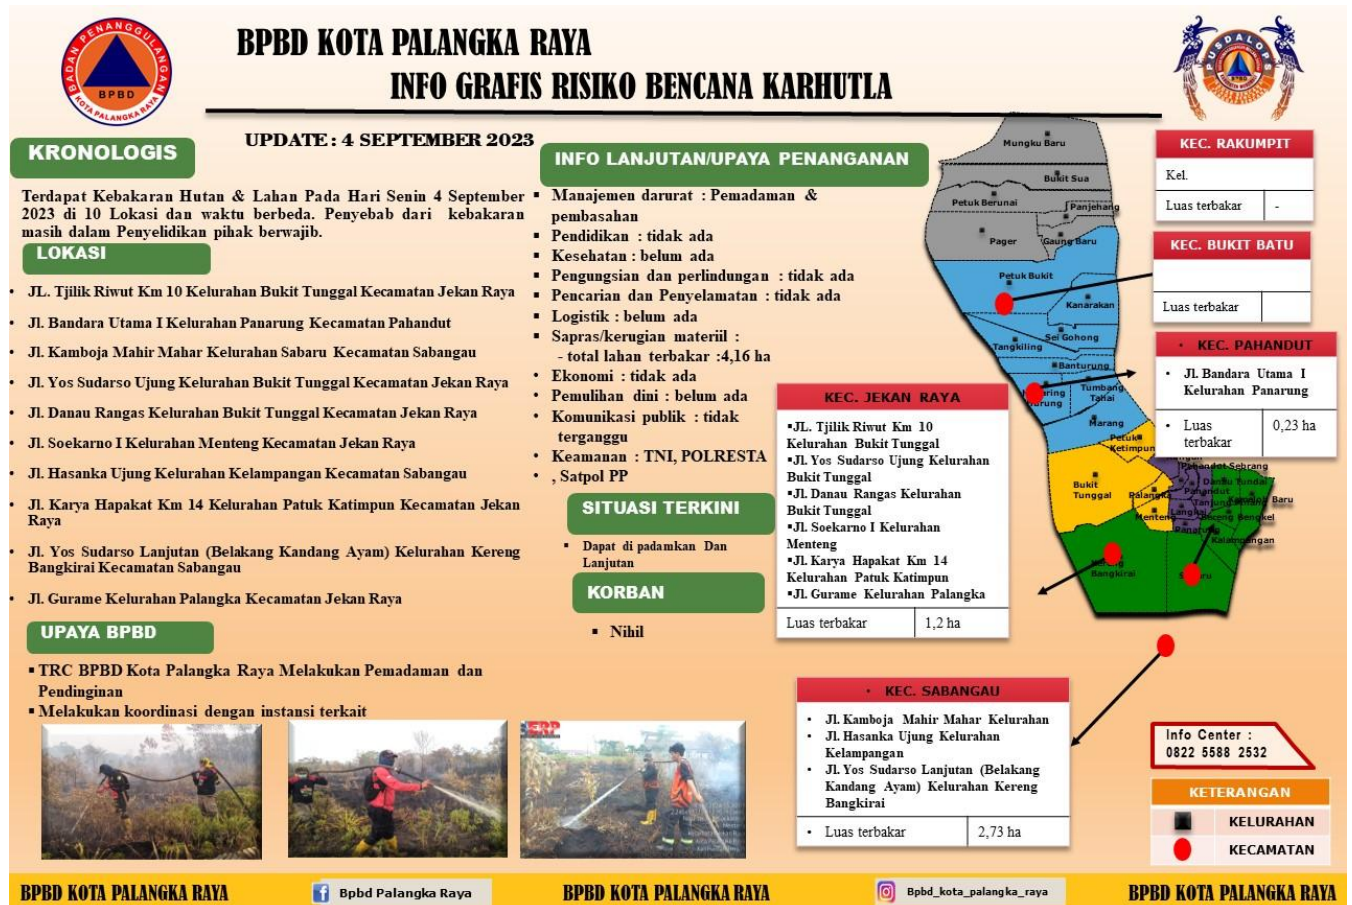 BADAN PENANGGULANGAN
BPBD
KOTA PALANGKA RAYA
BPBD KOTA PALANGKA RAYA
INFO GRAFIS RISIKO BENCANA KARHUTLA
PUSDALOPS
UPDATE : 4 SEPTEMBER 2023
KRONOLOGIS
Terdapat Kebakaran Hutan & Lahan Pada Hari Senin 4 September
2023 di 10 Lokasi dan waktu berbeda. Penyebab dari kebakaran
masih dalam Penyelidikan pihak berwajib.
LOKASI
• JL. Tjilik Riwut Km 10 Kelurahan Bukit Tunggal Kecamatan Jekan Raya
• Jl. Bandara Utama I Kelurahan Panarung Kecamatan Pahandut
• Jl. Kamboja Mahir Mahar Kelurahan Sabaru Kecamatan Sabangau
• Jl. Yos Sudarso Ujung Kelurahan Bukit Tunggal Kecamatan Jekan Raya
• Jl. Danau Rangas Kelurahan Bukit Tunggal Kecamatan Jekan Raya
• Jl. Soekarno I Kelurahan Menteng Kecamatan Jekan Raya
• Jl. Hasanka Ujung Kelurahan Kelampangan Kecamatan Sabangau
• Jl. Karya Hapakat Km 14 Kelurahan Patuk Katimpun Kecamatan Jekan
Raya
• Jl. Yos Sudarso Lanjutan (Belakang Kandang Ayam) Kelurahan Kereng
Bangkirai Kecamatan Sabangau
• Jl. Gurame Kelurahan Palangka Kecamatan Jekan Raya
UPAYA BPBD
▪ TRC BPBD Kota Palangka Raya Melakukan Pemadaman dan
Pendinginan
▪ Melakukan koordinasi dengan instansi terkait
INFO LANJUTAN/UPAYA PENANGANAN
▪ Manajemen darurat : Pemadaman &
pembasahan
▪ Pendidikan : tidak ada
▪ Kesehatan : belum ada
▪ Pengungsian dan perlindungan : tidak ada
▪ Pencarian dan Penyelamatan : tidak ada
▪ Logistik : belum ada
▪ Sapras/kerugian materiil :
- total lahan terbakar :4,16 ha
• Ekonomi : tidak ada
• Pemulihan dini : belum ada
• Komunikasi publik : tidak
terganggu
• Keamanan : TNI, POLRESTA
• , Satpol PP
SITUASI TERKINI
▪ Dapat di padamkan Dan
Lanjutan
KORBAN
▪ Nihil
KEC. JEKAN RAYA
▪JL. Tjilik Riwut Km 10
Kelurahan Bukit Tunggal
▪Jl. Yos Sudarso Ujung Kelurahan
Bukit Tunggal
▪Jl. Danau Rangas Kelurahan
Bukit Tunggal
▪Jl. Soekarno I Kelurahan
Menteng
▪Jl. Karya Hapakat Km 14
Kelurahan Patuk Katimpun
▪Jl. Gurame Kelurahan Palangka
Luas terbakar 1,2 ha
Mungku Baru
Bukit Sua
Petuk Berunai
Panjehang
Pager
Gaung Baru
Petuk Bukit
Kanarakan
Sei Gohong
Tangkiling
Banturung
Tumbang
Tahai
Marang
Petuk
Ketimpun
Pahandut Sebrang
Bukit
Tunggal
Palangka
Pahandut
Menteng
Langkai
Bangkirai
KEC. RAKUMPIT
Kel.
Luas terbakar -
KEC. BUKIT BATU
Luas terbakar
• KEC. PAHANDUT
• Jl. Bandara Utama I
Kelurahan Panarung
• Luas
terbakar 0,23 ha
• KEC. SABANGAU
• Jl. Kamboja Mahir Mahar Kelurahan
• Jl. Hasanka Ujung Kelurahan
Kelampangan
• Jl. Yos Sudarso Lanjutan (Belakang
Kandang Ayam) Kelurahan Kereng
Bangkirai
• Luas terbakar 2,73 ha
Info Center :
0822 5588 2532
KETERANGAN
KELURAHAN
KECAMATAN
ERP
BPBD KOTA PALANGKA RAYA
Bpbd Palangka Raya
BPBD KOTA PALANGKA RAYA
Bpbd_kota_palangka_raya
BPBD KOTA PALANGKA RAYA